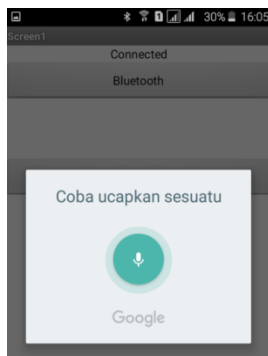 30% 16:05
Screen1
Connected
Bluetooth
Coba ucapkan sesuatu
Google